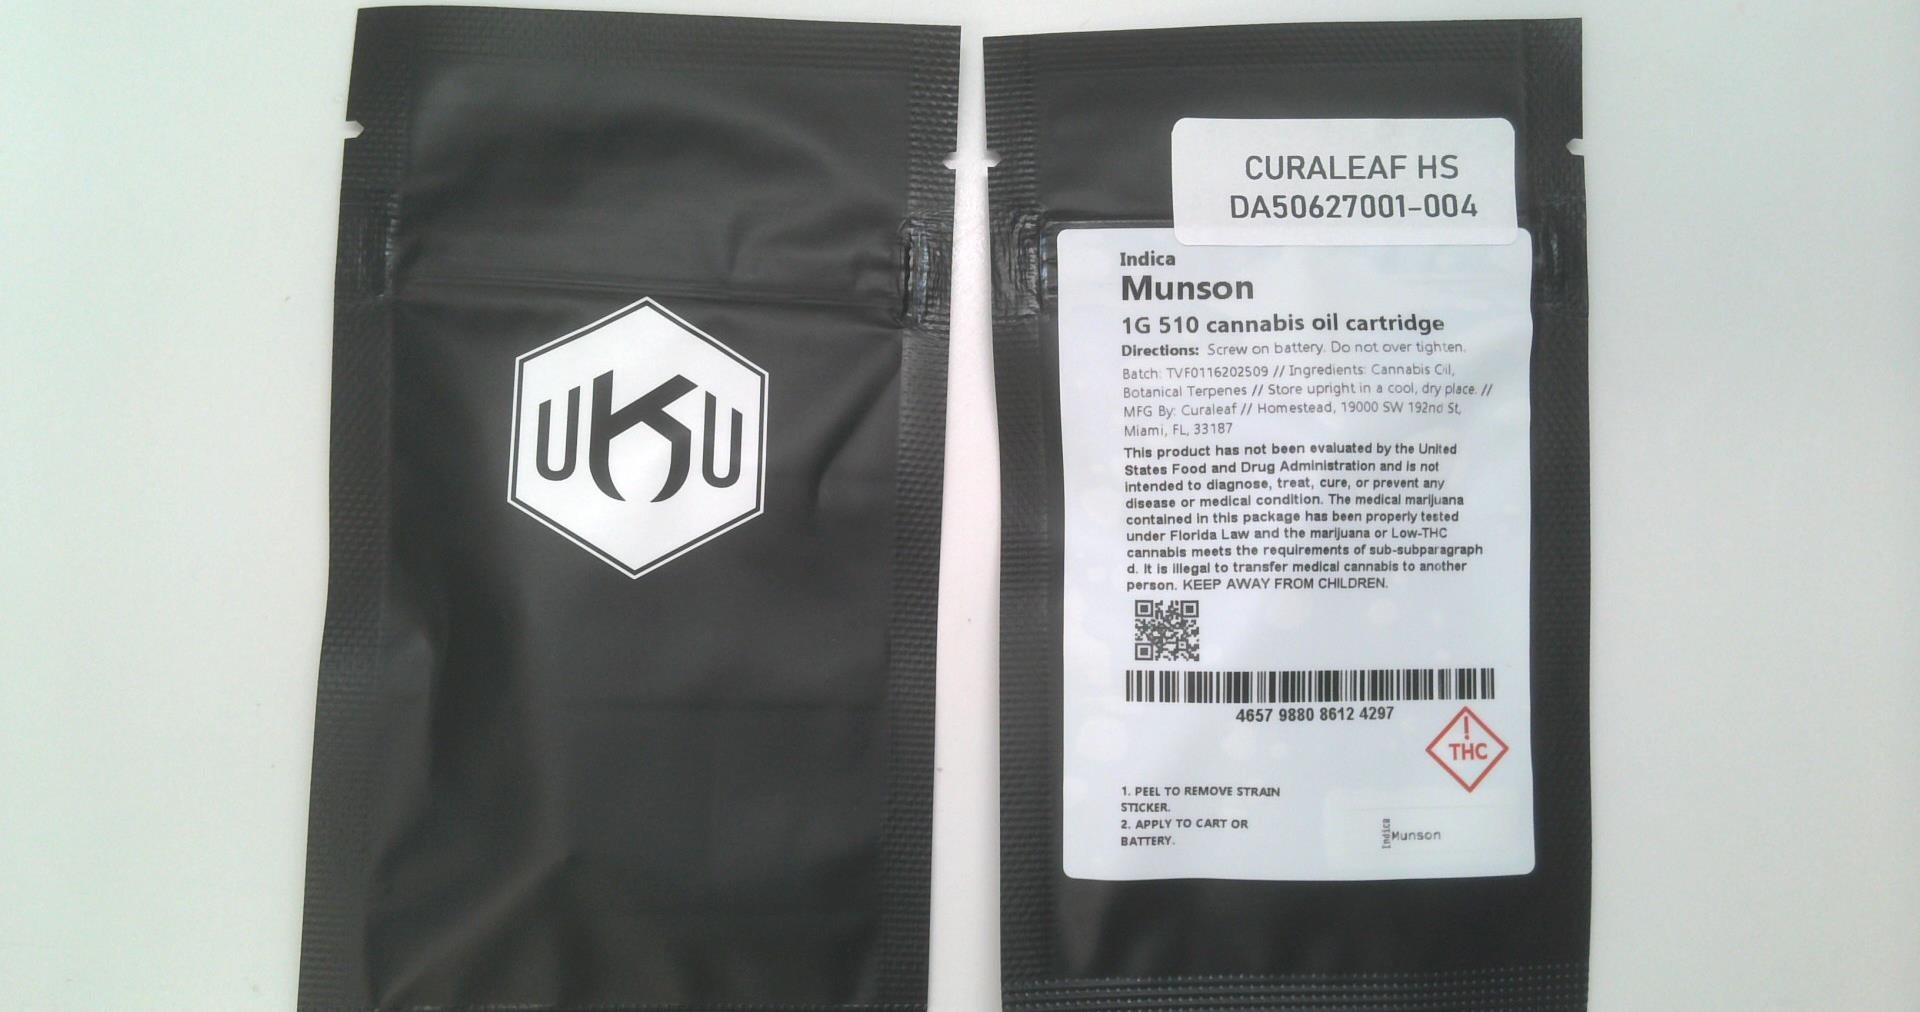 UKU
CURALEAF HS
DA50627001-004
Indica
Munson
1G 510 cannabis oil cartridge
Directions: Screw on battery. Do not over tighten.
Batch: TVF0116202509 // Ingredients: Cannabis Oil,
Botanical Terpenes // Store upright in a cool, dry place. //
MFG By: Curaleaf // Homestead, 19000 SW 192nd St,
Miami, FL, 33187
This product has not been evaluated by the United
States Food and Drug Administration and is not
intended to diagnose, treat, cure, or prevent any
disease or medical condition. The medical marijuana
contained in this package has been properly tested
under Florida Law and the marijuana or Low-THC
cannabis meets the requirements of sub-subparagraph
d. It is illegal to transfer medical cannabis to another
person. KEEP AWAY FROM CHILDREN.
4657 9880 8612 4297
!
THC
1. PEEL TO REMOVE STRAIN
STICKER.
2. APPLY TO CART OR
BATTERY.
Indica
Munson